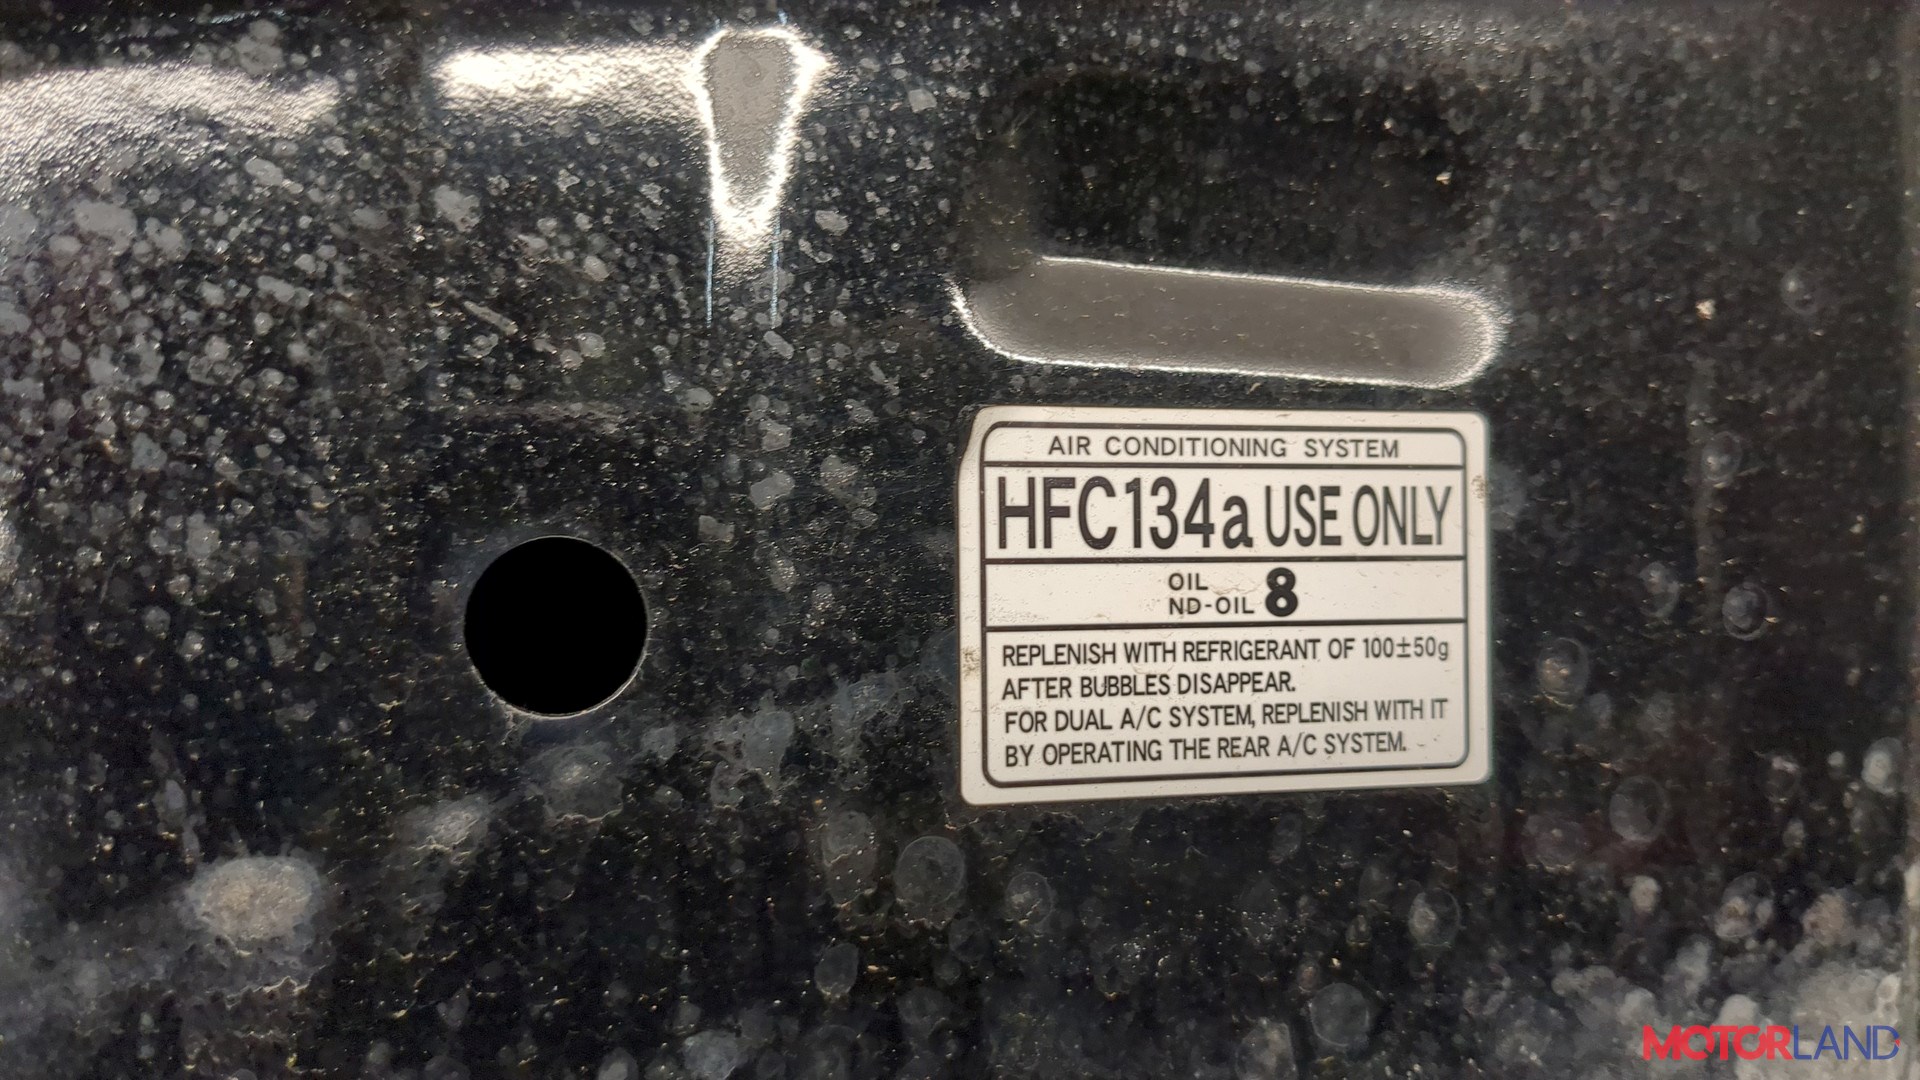 AIR CONDITIONING SYSTEM
HFC134a USE ONLY
OIL
ND-OIL 8
REPLENISH WITH REFRIGERANT OF 100±50g
AFTER BUBBLES DISAPPEAR.
FOR DUAL A/C SYSTEM, REPLENISH WITH IT
BY OPERATING THE REAR A/C SYSTEM.
MOTORLAND